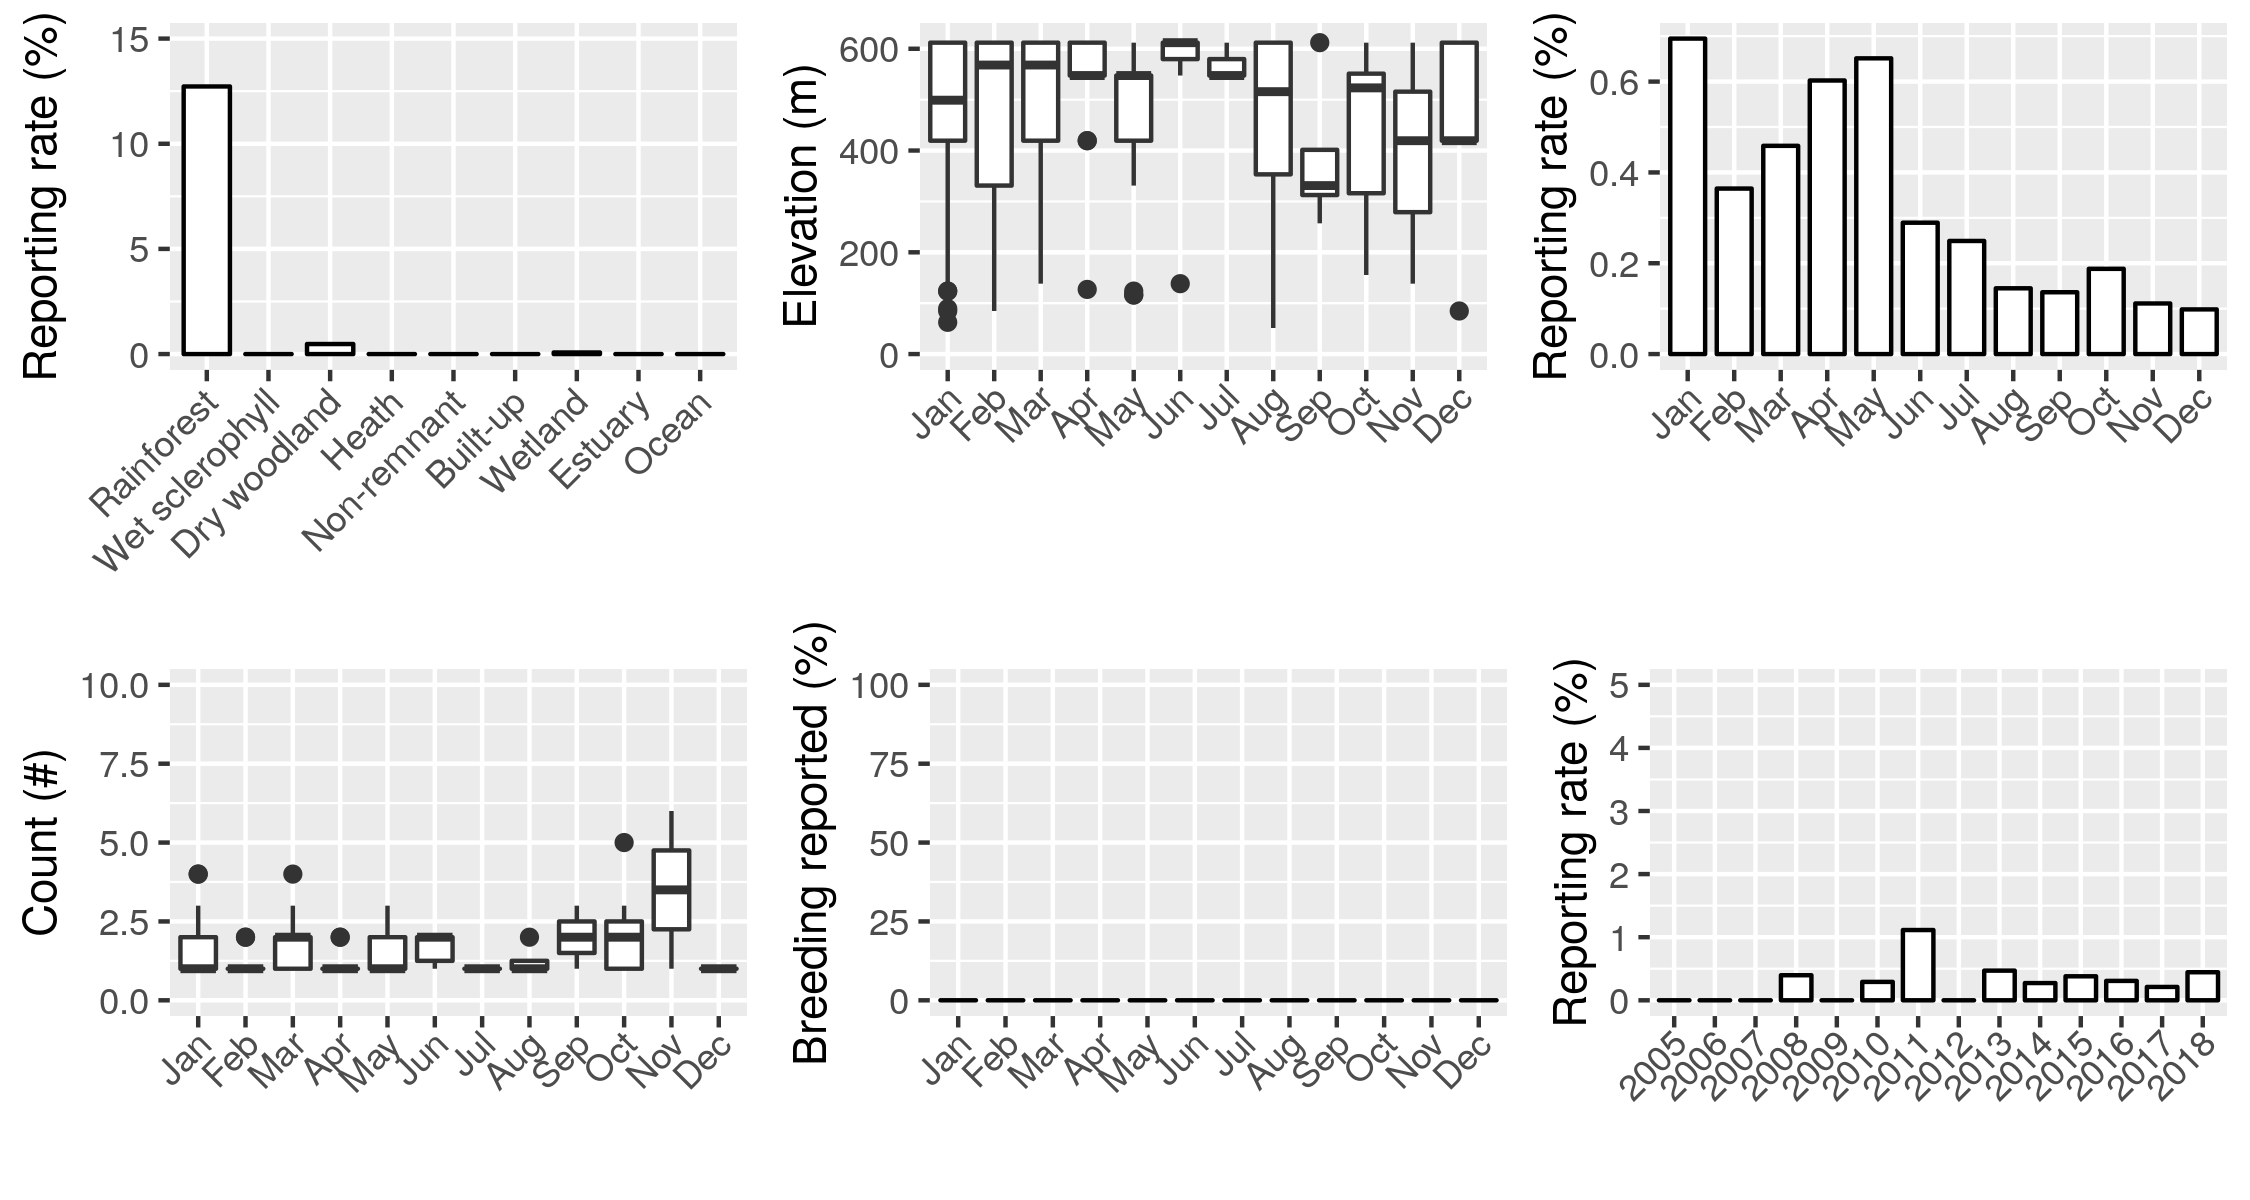 Reporting rate (%)
15
10
5
0
Rainforest
Wet sclerophyll
Dry woodland
Heath
Non-remnant
Built-up
Wetland
Estuary
Ocean
Elevation (m)
600
400
200
0
Jan
Feb
Mar
Apr
May
Jun
Jul
Aug
Sep
Oct
Nov
Dec
Reporting rate (%)
0.6
0.4
0.2
0.0
Jan
Feb
Mar
Apr
May
Jun
Jul
Aug
Sep
Oct
Nov
Dec
Count (#)
10.0
7.5
5.0
2.5
0.0
Jan
Feb
Mar
Apr
May
Jun
Jul
Aug
Sep
Oct
Nov
Dec
Breeding reported (%)
100
75
50
25
0
Jan
Feb
Mar
Apr
May
Jun
Jul
Aug
Sep
Oct
Nov
Dec
Reporting rate (%)
5
4
3
2
1
0
2005
2006
2007
2008
2009
2010
2011
2012
2013
2014
2015
2016
2017
2018